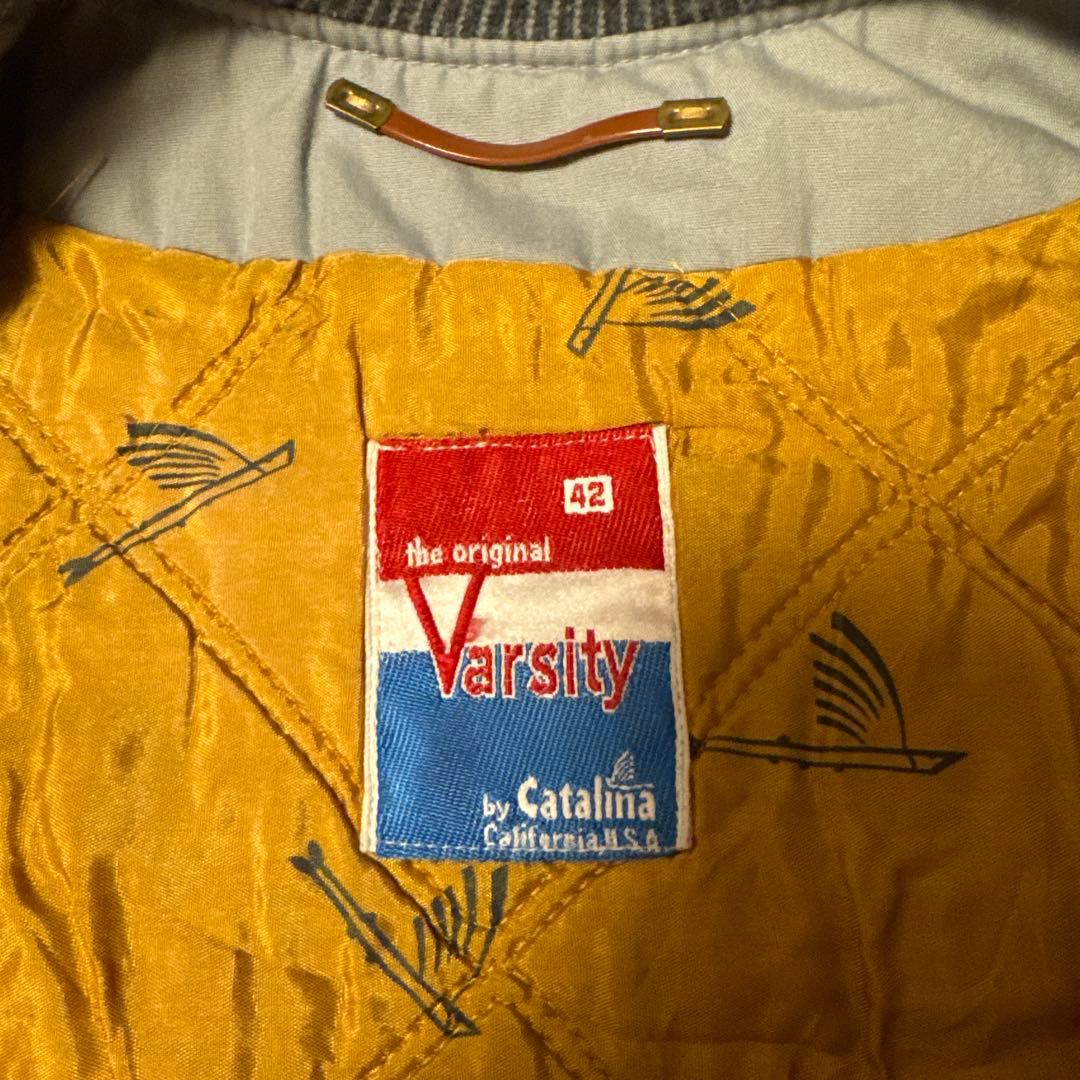 42
the original
Varsity
by Catalina
California, U.S.A